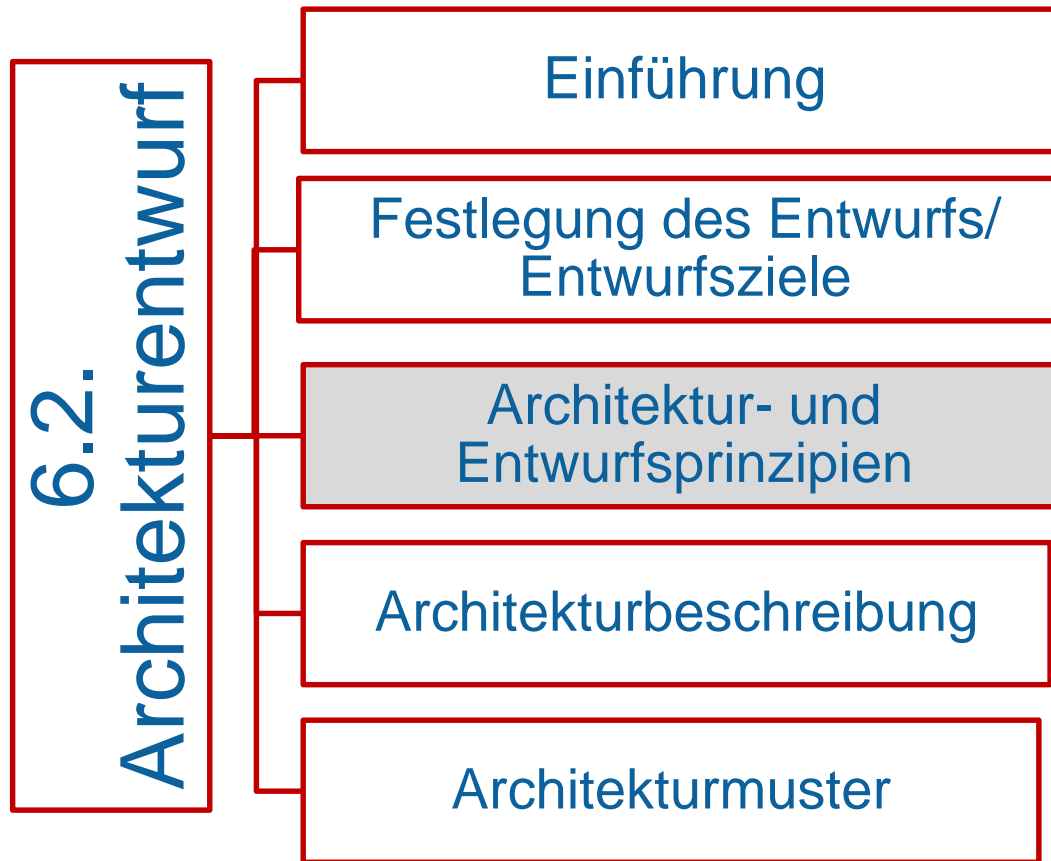 6.2.
Architekturentwurf
Einführung
Festlegung des Entwurfs/
Entwurfsziele
Architektur- und
Entwurfsprinzipien
Architekturbeschreibung
Architekturmuster